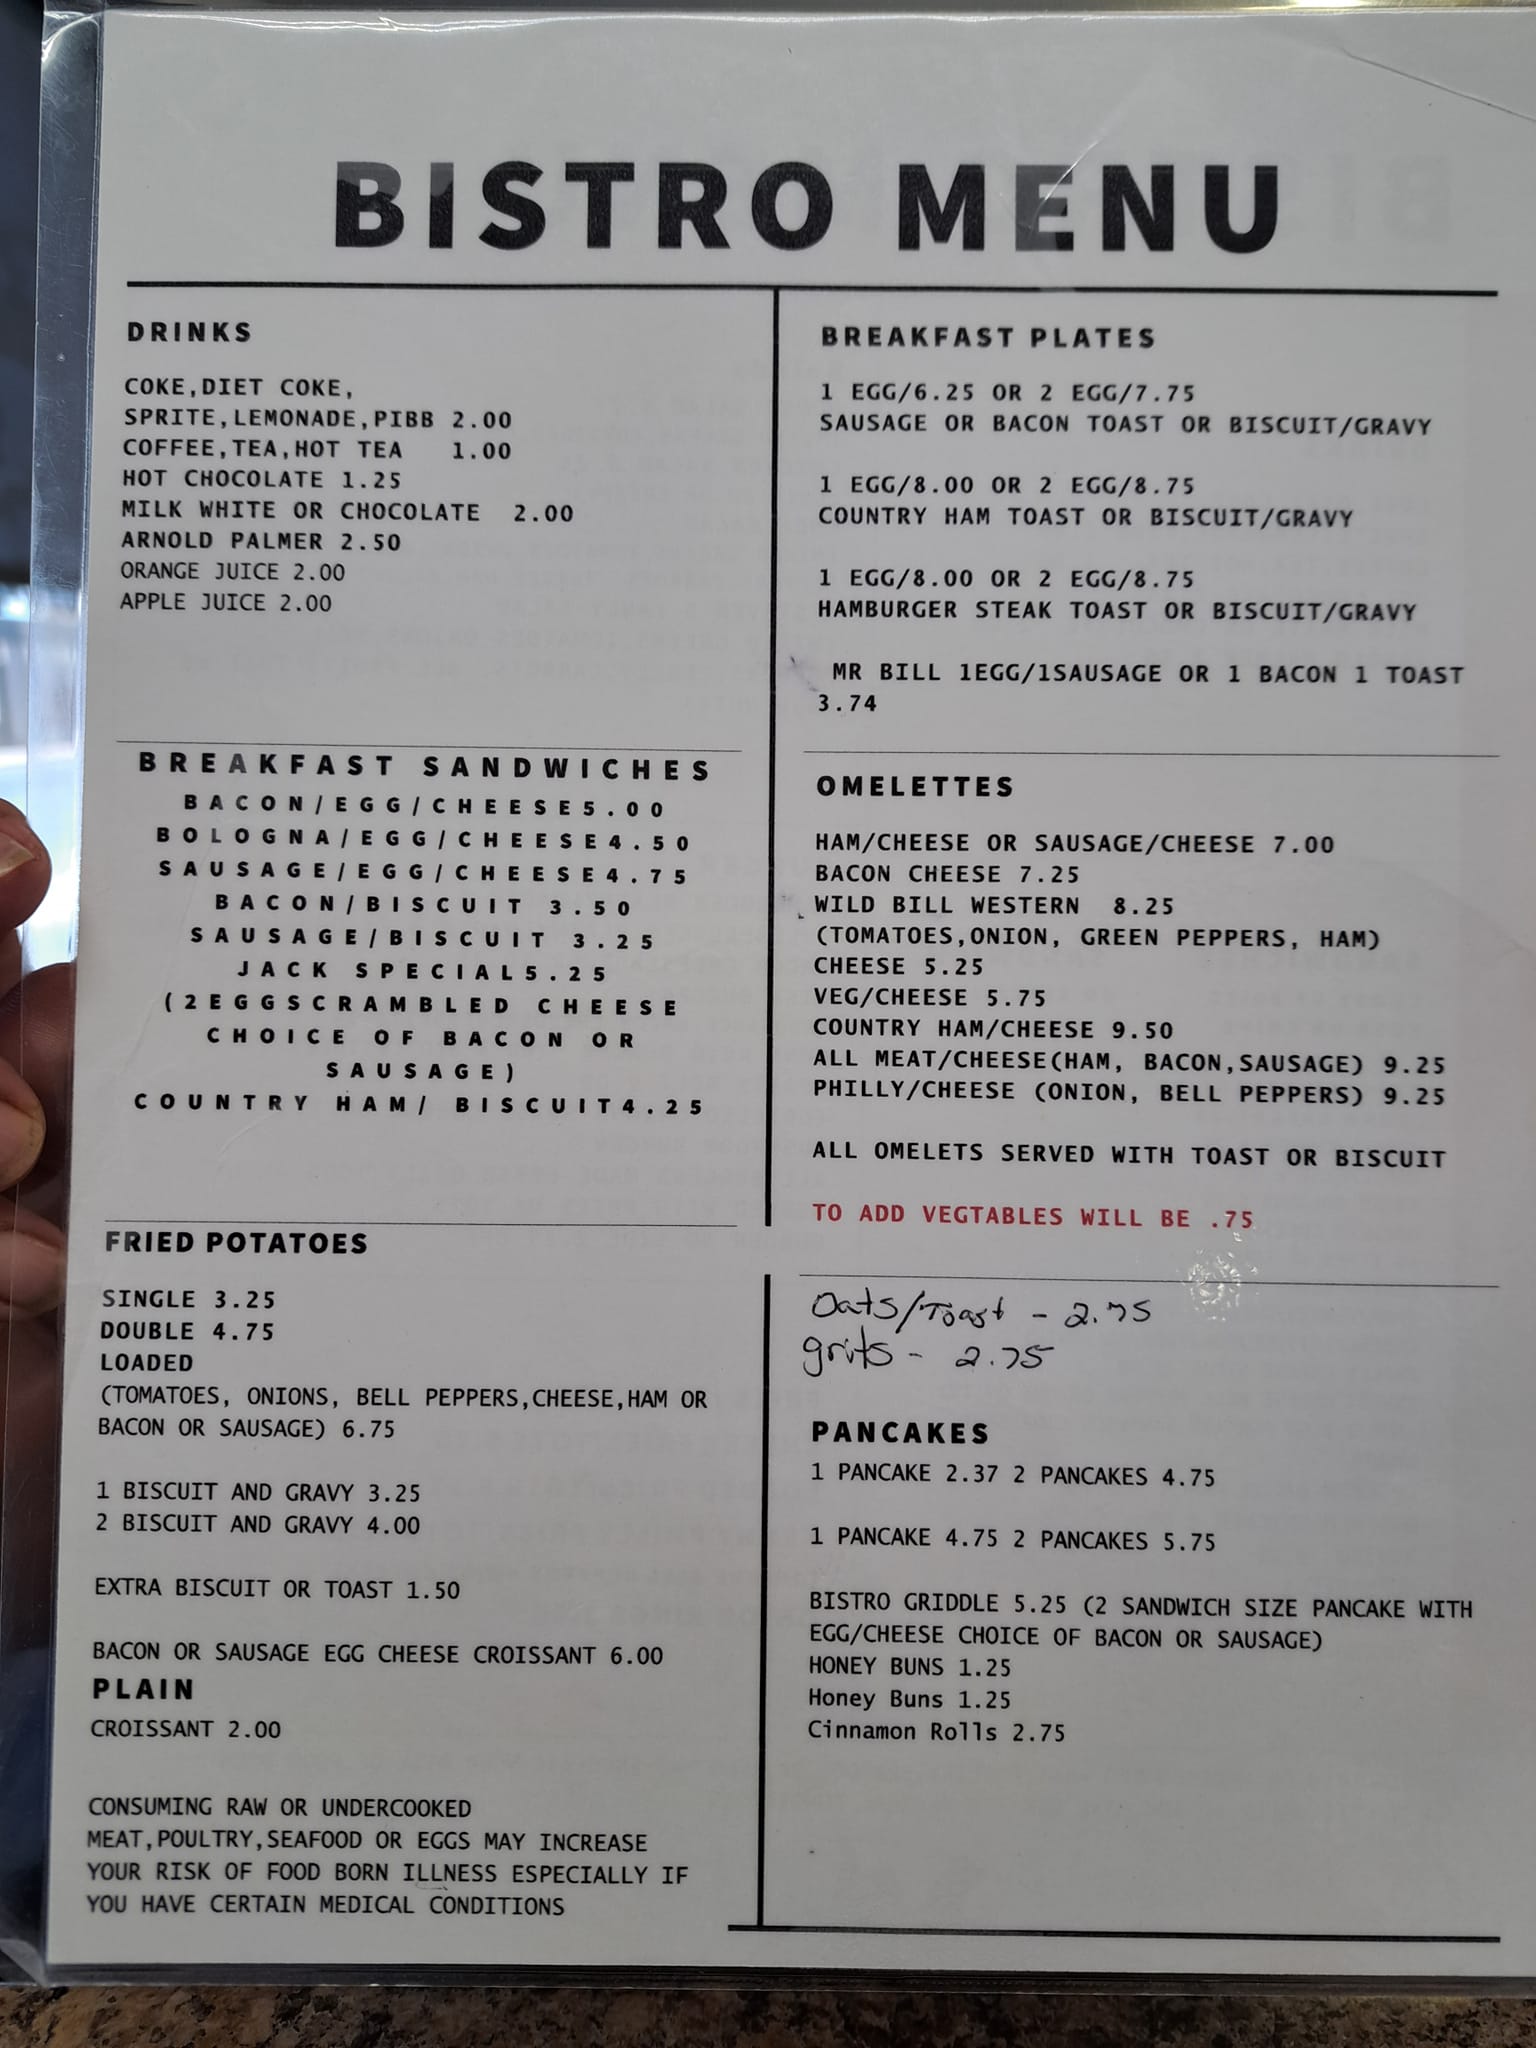 BISTRO MENU
DRINKS
COKE,DIET COKE,
SPRITE,LEMONADE,PIBB 2.00
COFFEE,TEA,HOT TEA 1.00
HOT CHOCOLATE 1.25
MILK WHITE OR CHOCOLATE 2.00
ARNOLD PALMER 2.50
ORANGE JUICE 2.00
APPLE JUICE 2.00
BREAKFAST SANDWICHES
BACON/EGG/CHEESE5.00
BOLOGNA/EGG/CHEESE4.50
SAUSAGE/EGG/CHEESE4.75
BACON/BISCUIT 3.50
SAUSAGE/BISCUIT 3.25
JACK SPECIAL5.25
(2EGGSCRAMBLED CHEESE
CHOICE OF BACON OR
SAUSAGE)
COUNTRY HAM/ BISCUIT4.25
FRIED POTATOES
SINGLE 3.25
DOUBLE 4.75
LOADED
(TOMATOES, ONIONS, BELL PEPPERS,CHEESE,HAM OR
BACON OR SAUSAGE) 6.75
1 BISCUIT AND GRAVY 3.25
2 BISCUIT AND GRAVY 4.00
EXTRA BISCUIT OR TOAST 1.50
BACON OR SAUSAGE EGG CHEESE CROISSANT 6.00
PLAIN
CROISSANT 2.00
CONSUMING RAW OR UNDERCOOKED
MEAT,POULTRY,SEAFOOD OR EGGS MAY INCREASE
YOUR RISK OF FOOD BORN ILLNESS ESPECIALLY IF
YOU HAVE CERTAIN MEDICAL CONDITIONS
BREAKFAST PLATES
1 EGG/6.25 OR 2 EGG/7.75
SAUSAGE OR BACON TOAST OR BISCUIT/GRAVY
1 EGG/8.00 OR 2 EGG/8.75
COUNTRY HAM TOAST OR BISCUIT/GRAVY
1 EGG/8.00 OR 2 EGG/8.75
HAMBURGER STEAK TOAST OR BISCUIT/GRAVY
MR BILL 1EGG/1SAUSAGE OR 1 BACON 1 TOAST
3.74
OMELETTES
HAM/CHEESE OR SAUSAGE/CHEESE 7.00
BACON CHEESE 7.25
WILD BILL WESTERN 8.25
(TOMATOES,ONION, GREEN PEPPERS, HAM)
CHEESE 5.25
VEG/CHEESE 5.75
COUNTRY HAM/CHEESE 9.50
ALL MEAT/CHEESE(HAM, BACON,SAUSAGE) 9.25
PHILLY/CHEESE (ONION, BELL PEPPERS) 9.25
ALL OMELETS SERVED WITH TOAST OR BISCUIT
TO ADD VEGTABLES WILL BE .75
Oats/Toast - 2.75
grits - 2.75
PANCAKES
1 PANCAKE 2.37 2 PANCAKES 4.75
1 PANCAKE 4.75 2 PANCAKES 5.75
BISTRO GRIDDLE 5.25 (2 SANDWICH SIZE PANCAKE WITH
EGG/CHEESE CHOICE OF BACON OR SAUSAGE)
HONEY BUNS 1.25
Honey Buns 1.25
Cinnamon Rolls 2.75